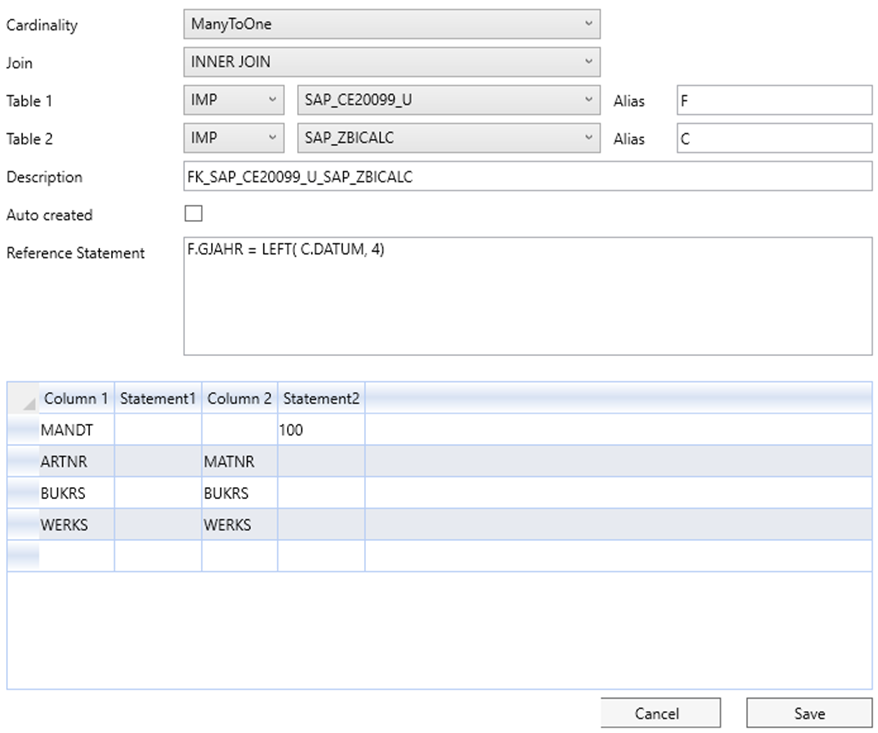 Cardinality ManyToOne
Join INNER JOIN
Table 1 IMP SAP_CE20099_U Alias F
Table 2 IMP SAP_ZBICALC Alias C
Description FK_SAP_CE20099_U_SAP_ZBICALC
Auto created
Reference Statement F.GJAHR = LEFT( C.DATUM, 4)
Column 1 Statement1 Column 2 Statement2
MANDT 100
ARTNR MATNR
BUKRS BUKRS
WERKS WERKS
Cancel Save